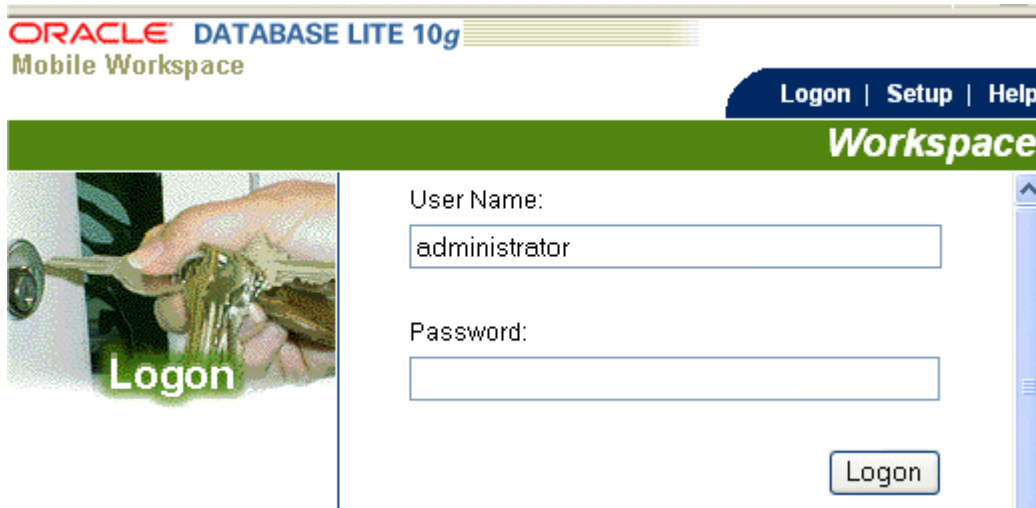 ORACLE DATABASE LITE 10g
Mobile Workspace
Logon | Setup | Help
Workspace
User Name:
administrator
Password:
Logon
Logon